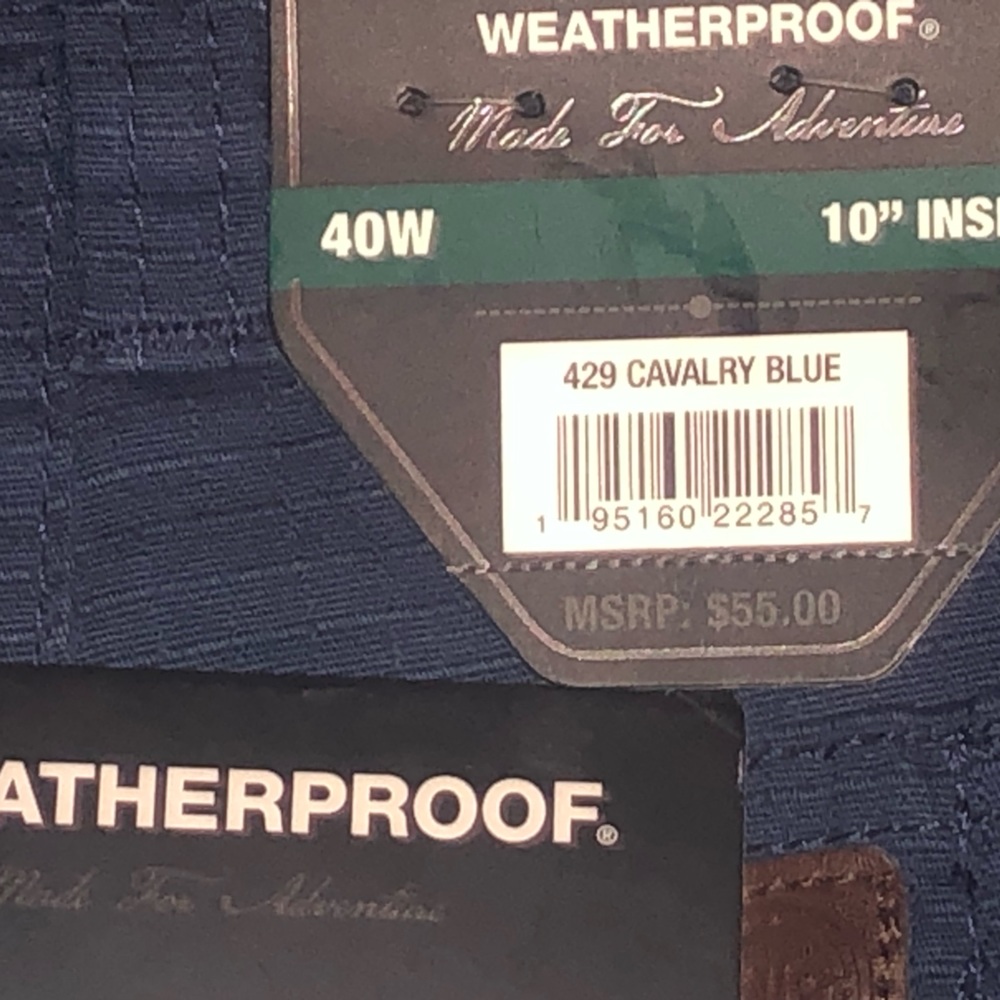 WEATHERPROOF®
Made For Adventure
40W
10” INS
429 CAVALRY BLUE
1 95160 22285 7
MSRP: $55.00
ATHERPROOF®
Made For Adventure